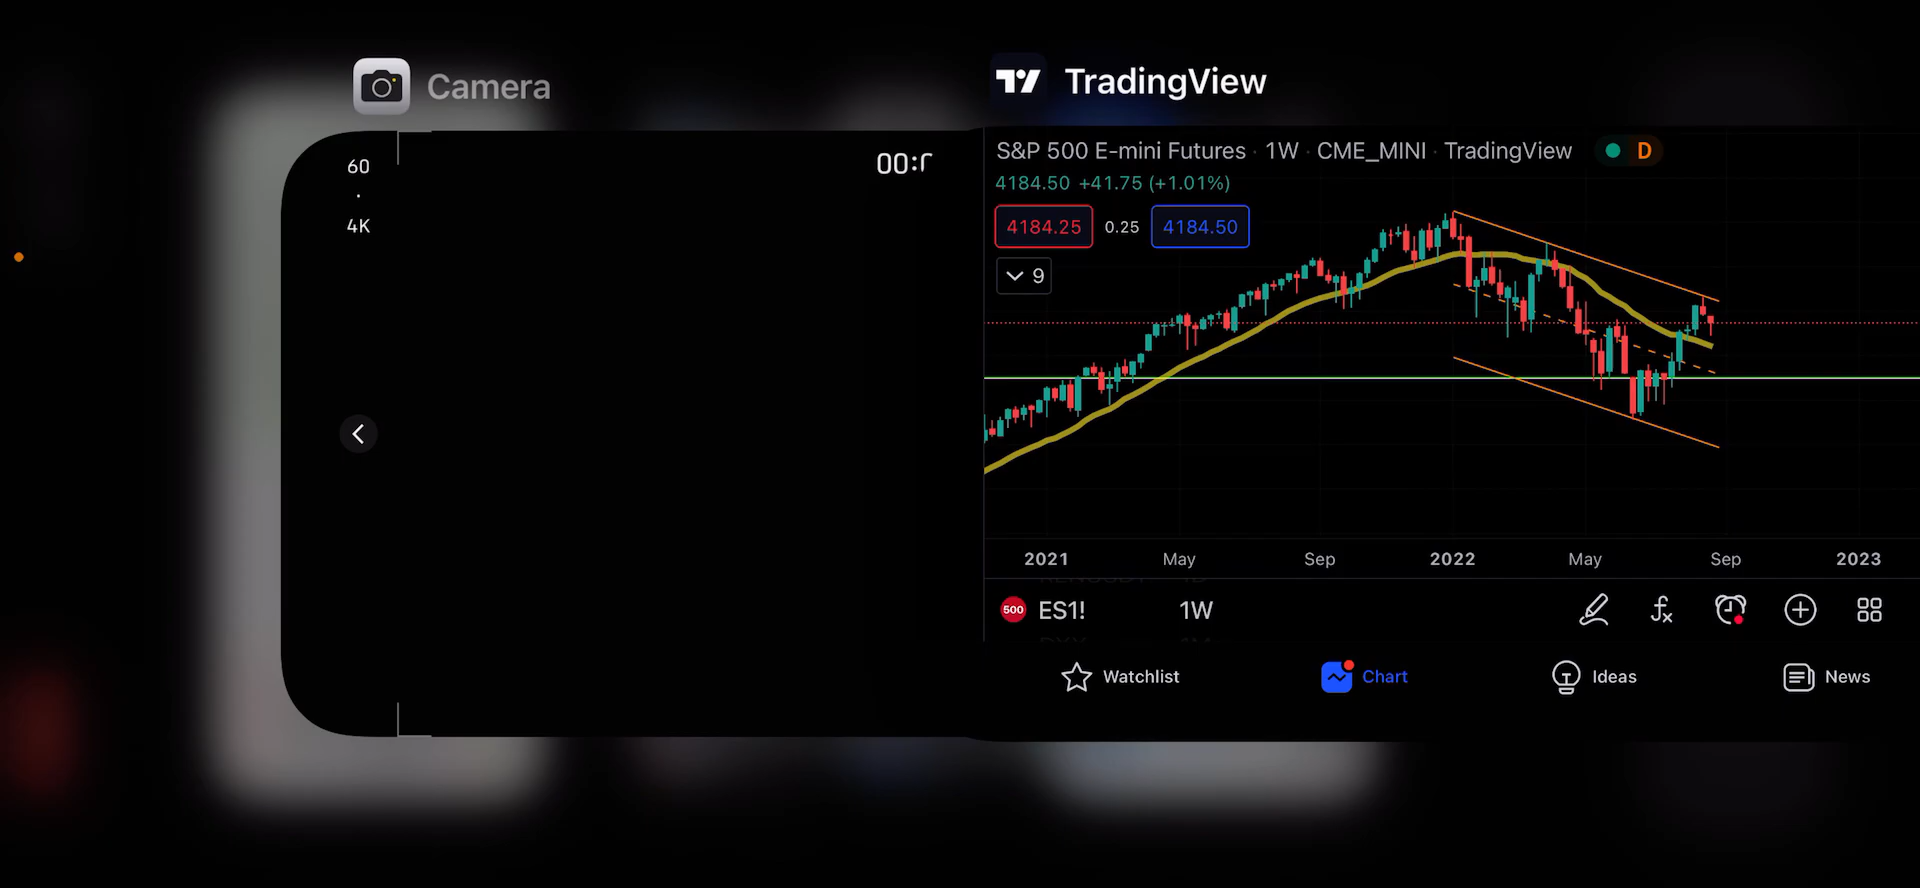 Camera
60
4K
00:
TradingView
S&P 500 E-mini Futures · 1W · CME_MINI · TradingView D
4184.50 +41.75 (+1.01%)
4184.25 0.25 4184.50
9
2021 May Sep 2022 May Sep 2023
500 ES1! 1W
Watchlist Chart Ideas News